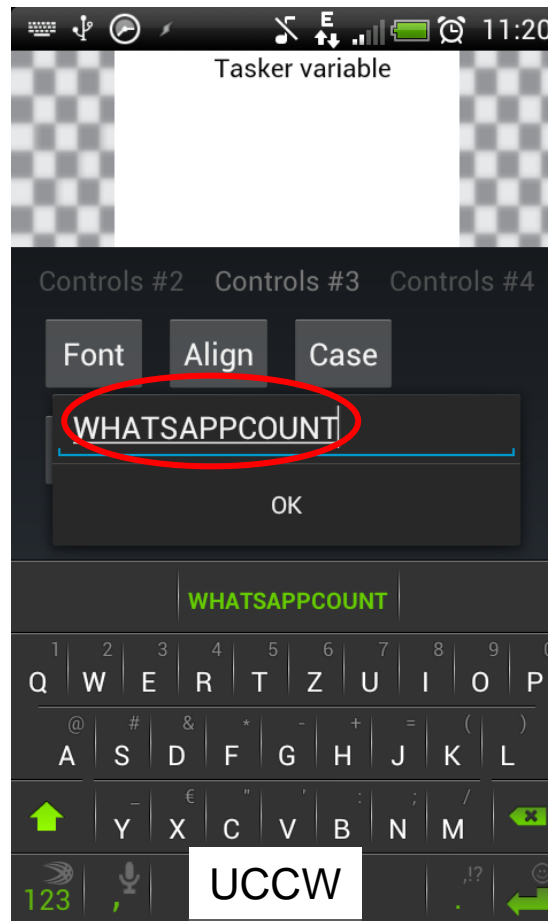 11:20
Tasker variable
Controls #2 Controls #3 Controls #4
Font Align Case
WHATSAPPCOUNT
OK
WHATSAPPCOUNT
1 2 3 4 5 6 7 8 9 0
Q W E R T Z U I O P
@ # & * - + = ( )
A S D F G H J K L
_ € " ' : ; /
Y X C V B N M
123 , UCCW ,!? .